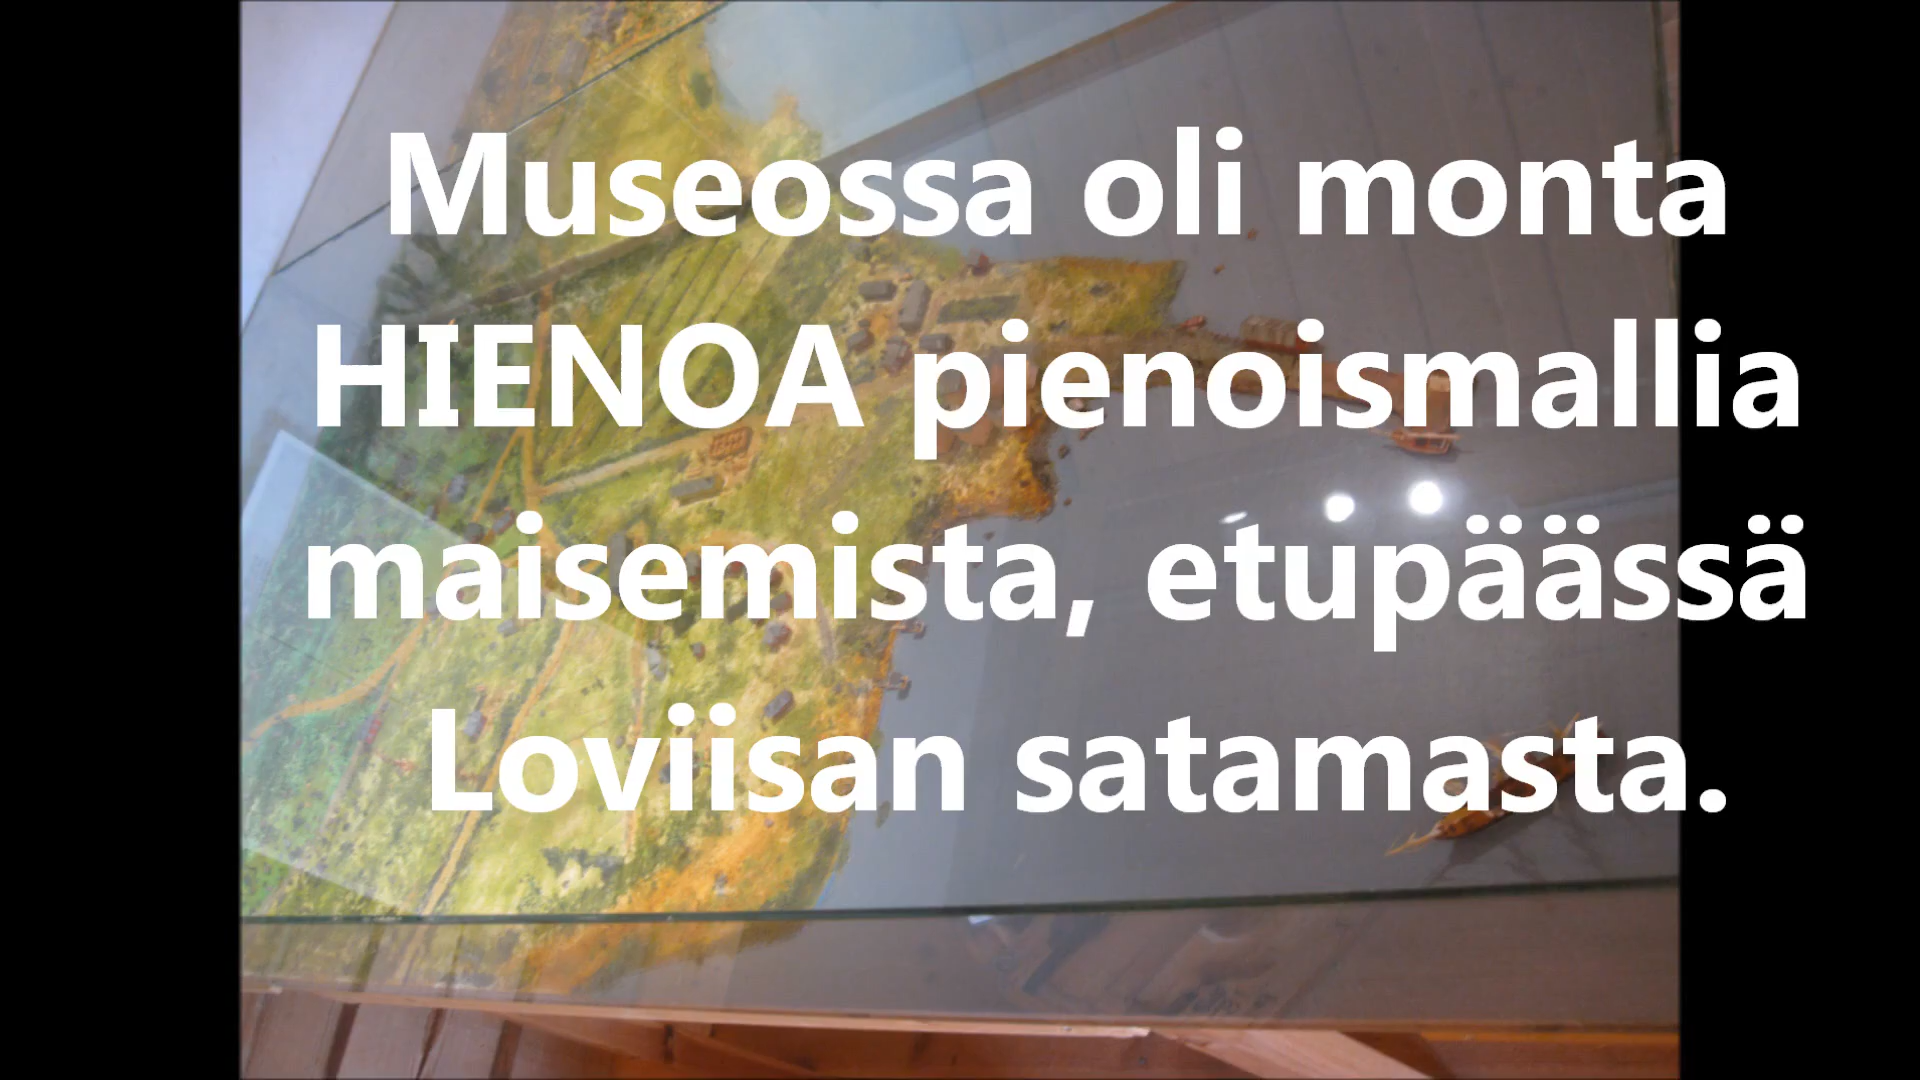 Museossa oli monta
HIENOA pienoismallia
maisemista, etupäässä
Loviisan satamasta.